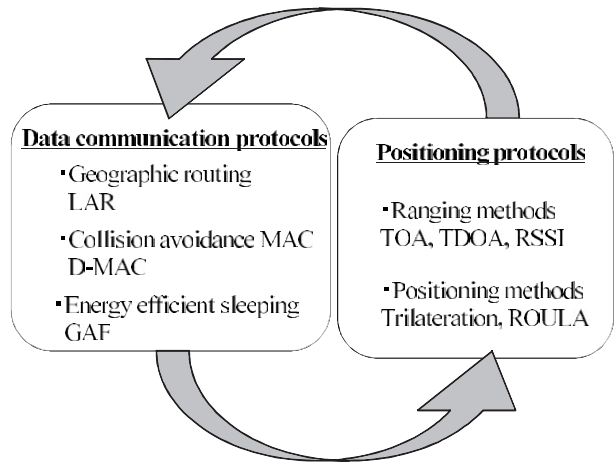 Data communication protocols
・Geographic routing
LAR
・Collision avoidance MAC
D-MAC
・Energy efficient sleeping
GAF
Positioning protocols
・Ranging methods
TOA, TDOA, RSSI
・Positioning methods
Trilateration, ROULA